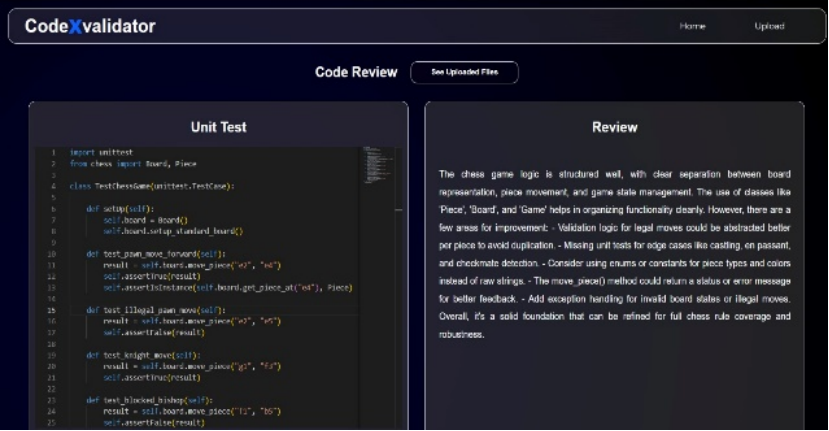 CodeXvalidator
Home
Upload
Code Review
See Uploaded Files
Unit Test
1 import unittest
2 from chess import Board, Piece
3
4 class TestChessGame(unittest.TestCase):
5
6 def setUp(self):
7 self.board = Board()
8 self.board.setup_standard_board()
9
10 def test_pawn_move_forward(self):
11 result = self.board.move_piece("e2", "e4")
12 self.assertTrue(result)
13 self.assertIsInstance(self.board.get_piece_at("e4"), Piece)
14
15 def test_illegal_pawn_move(self):
16 result = self.board.move_piece("e2", "e5")
17 self.assertFalse(result)
18
19 def test_knight_move(self):
20 result = self.board.move_piece("g1", "f3")
21 self.assertTrue(result)
22
23 def test_blocked_bishop(self):
24 result = self.board.move_piece("f1", "b5")
25 self.assertFalse(result)
Review
The chess game logic is structured well, with clear separation between board
representation, piece movement, and game state management. The use of classes like
'Piece', 'Board', and 'Game' helps in organizing functionality cleanly. However, there are a
few areas for improvement: - Validation logic for legal moves could be abstracted better
per piece to avoid duplication. - Missing unit tests for edge cases like castling, en passant,
and checkmate detection. - Consider using enums or constants for piece types and colors
instead of raw strings. - The move_piece() method could return a status or error message
for better feedback. - Add exception handling for invalid board states or illegal moves.
Overall, it's a solid foundation that can be refined for full chess rule coverage and
robustness.